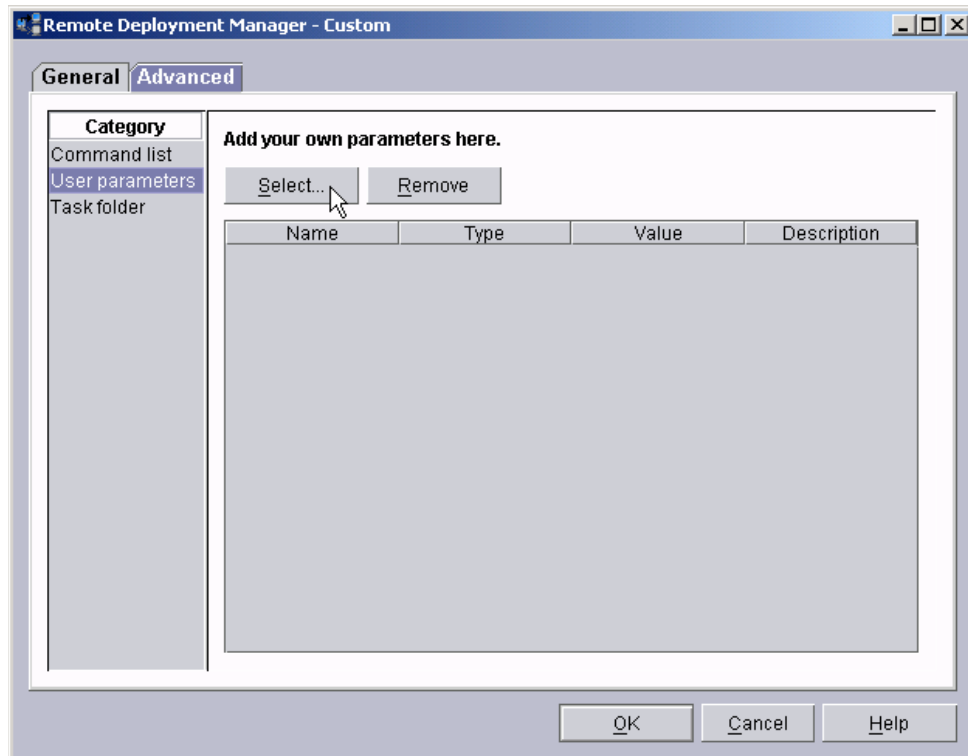 Remote Deployment Manager - Custom
General Advanced
Category
Command list
User parameters
Task folder
Add your own parameters here.
Select... Remove
Name Type Value Description
OK Cancel Help